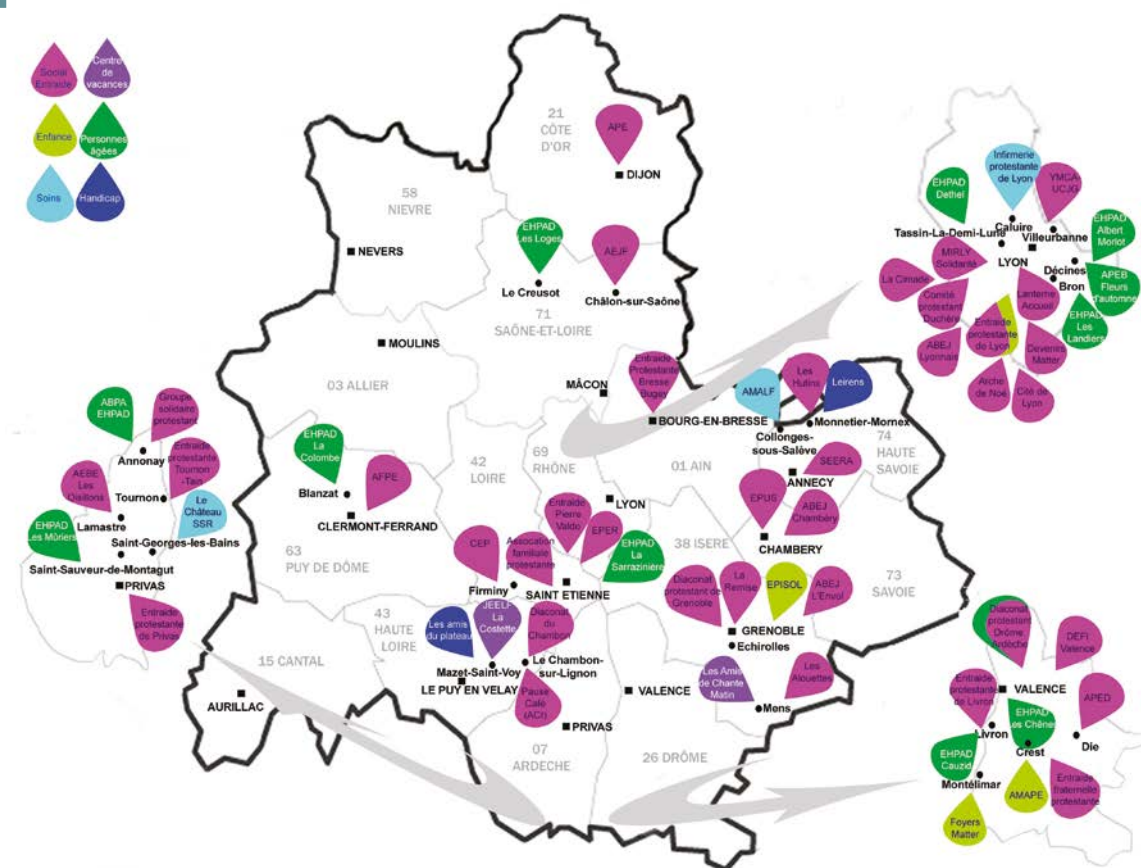 Social
Entraide
Centre
de
vacances
Enfance
Personnes
âgées
Soins
Handicap
21
CÔTE
D'OR
APE
DIJON
58
NIEVRE
NEVERS
EHPAD
Les Loges
Le Creusot
AEJF
Châlon-sur-Saône
71
SAÔNE-ET-LOIRE
MOULINS
03 ALLIER
MÂCON
Entraide
Protestante
Bresse
Bugey
BOURG-EN-BRESSE
AMALF
Les
Hutins
Leirens
Monnetier-Mornex
Collonges-
sous-Salève
74
HAUTE
SAVOIE
01 AIN
69
RHÔNE
42
LOIRE
EHPAD
La
Colombe
Blanzat
AFPE
CLERMONT-FERRAND
63
PUY DE DÔME
LYON
SEERA
ANNECY
EPUS
ABEJ
Chambéry
CHAMBERY
38 ISERE
73
SAVOIE
CEP
Firminy
Association
familiale
protestante
Entraide
Pierre
Valdo
EPER
EHPAD
La
Sarrazinière
SAINT ETIENNE
Diaconat
protestant de
Grenoble
La
Remise
EPISOL
ABEJ
L'Envol
GRENOBLE
Echirolles
43
HAUTE
LOIRE
Les amis
du plateau
JEELF
La
Costette
Diaconat
du
Chambon
Mazet-Saint-Voy
Le Chambon-
sur-Lignon
LE PUY EN VELAY
Pause
Café
(ACr)
15 CANTAL
AURILLAC
VALENCE
PRIVAS
07
ARDECHE
26 DRÔME
Les Amis
de Chante
Matin
Les
Alouettes
Mens
ABPA
EHPAD
Groupe
solidaire
protestant
Annonay
AEBE
Les
Oisillons
Entraide
protestante
Tournon
-Tain
Tournon
Lamastre
Le
Château
SSR
EHPAD
Les Mûriers
Saint-Georges-les-Bains
Saint-Sauveur-de-Montagut
PRIVAS
Entraide
protestante
de Privas
Infirmerie
protestante
de Lyon
YMCA-
UCJG
EHPAD
Dethel
Caluire
Tassin-La-Demi-Lune
Villeurbanne
EHPAD
Albert
Morlot
LYON
Décines
Bron
MIRLY
Solidarité
La Cimade
Comité
protestant
Duchère
Lanterne
Accueil
APEB
Fleurs
d'automne
EHPAD
Les
Landiers
Entraide
protestante
de Lyon
ABEJ
Lyonnais
Devenirs
Matter
Arche
de Noé
Cité de
Lyon
Diaconat
protestant
Drôme
Ardèche
DEFI
Valence
VALENCE
Entraide
protestante
de Livron
EHPAD
Les Chênes
APED
Livron
Crest
Die
EHPAD
Cauzid
Montélimar
AMAPE
Entraide
fraternelle
protestante
Foyers
Matter